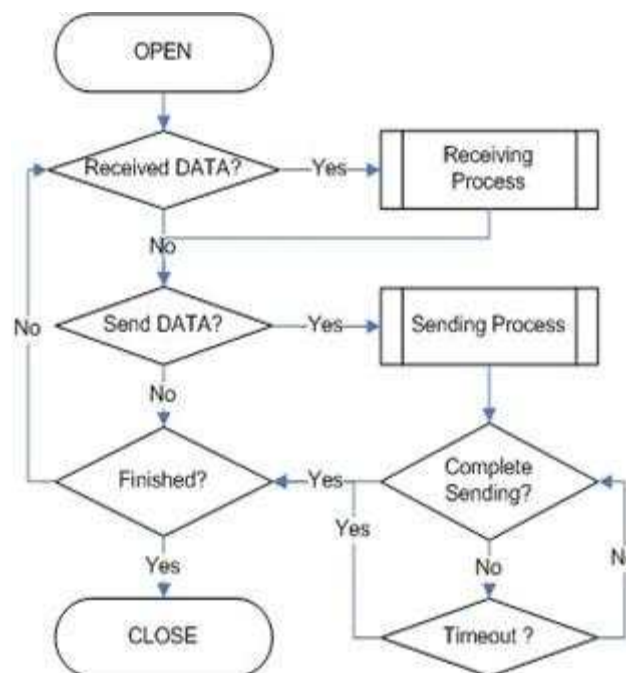 OPEN
Received DATA?
Yes
Receiving
Process
No
Send DATA?
Yes
Sending Process
No
No
Finished?
Yes
Complete
Sending?
Yes
No
Yes
CLOSE
Timeout ?